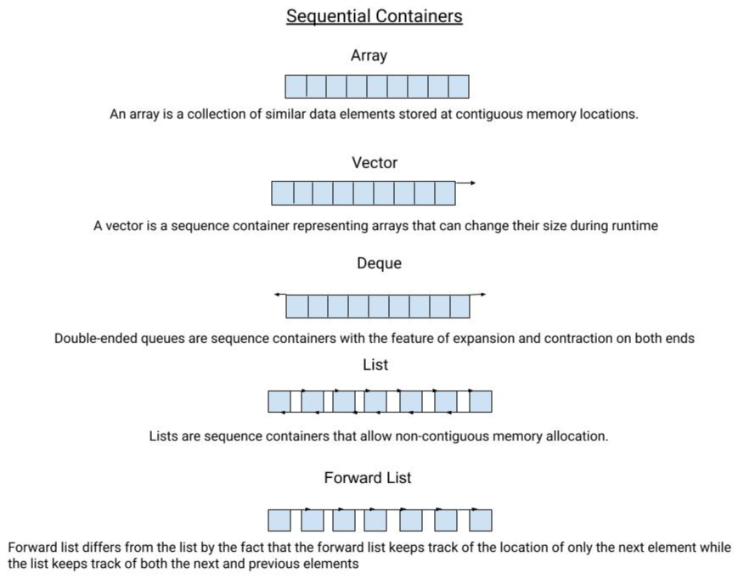 Sequential Containers
Array
An array is a collection of similar data elements stored at contiguous memory locations.
Vector
A vector is a sequence container representing arrays that can change their size during runtime
Deque
Double-ended queues are sequence containers with the feature of expansion and contraction on both ends
List
Lists are sequence containers that allow non-contiguous memory allocation.
Forward List
Forward list differs from the list by the fact that the forward list keeps track of the location of only the next element while
the list keeps track of both the next and previous elements